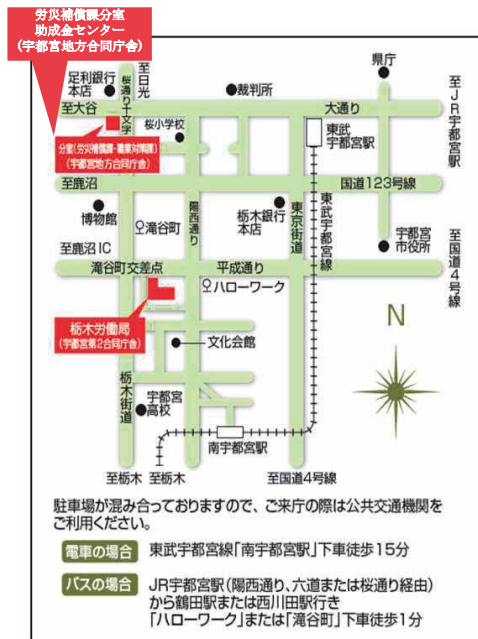 労災補償課分室
助成金センター
(宇都宮地方合同庁舎)
足利銀行
本店
桜通り十文字
至日光
裁判所
県庁
至JR宇都宮駅
至大谷
大通り
桜小学校
東武
宇都宮駅
分室(労災補償課・職業対策課)
(宇都宮地方合同庁舎)
至鹿沼
国道123号線
博物館
滝谷町
陽西通り
栃木銀行
本店
東京街道
東武宇都宮線
宇都宮
市役所
至国道4号線
至鹿沼IC
滝谷町交差点
平成通り
ハローワーク
栃木労働局
(宇都宮第2合同庁舎)
文化会館
N
栃木街道
宇都宮
高校
南宇都宮駅
至栃木
至栃木
至国道4号線
駐車場が混み合っておりますので、ご来庁の際は公共交通機関を
ご利用ください。
電車の場合 東武宇都宮線「南宇都宮駅」下車徒歩15分
バスの場合 JR宇都宮駅(陽西通り、六道または桜通り経由)
から鶴田駅または西川田駅行き
「ハローワーク」または「滝谷町」下車徒歩1分